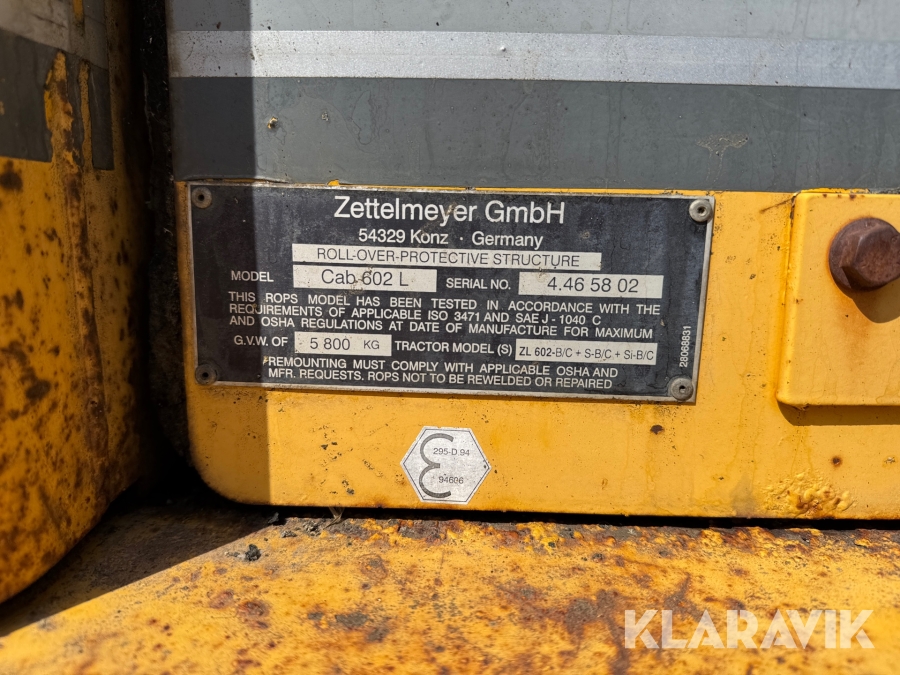 Zettelmeyer GmbH
54329 Konz · Germany
ROLL-OVER-PROTECTIVE STRUCTURE
MODEL Cab 602 L SERIAL NO. 4.46 58 02
THIS ROPS MODEL HAS BEEN TESTED IN ACCORDANCE WITH THE
REQUIREMENTS OF APPLICABLE ISO 3471 AND SAE J - 1040 C
AND OSHA REGULATIONS AT DATE OF MANUFACTURE FOR MAXIMUM
G.V.W. OF 5 800 KG TRACTOR MODEL (S) ZL 602-B/C + S-B/C + Si-B/C
REMOUNTING MUST COMPLY WITH APPLICABLE OSHA AND
MFR. REQUESTS. ROPS NOT TO BE REWELDED OR REPAIRED
28068831
295-D 94
ε
94606
KLARAVIK